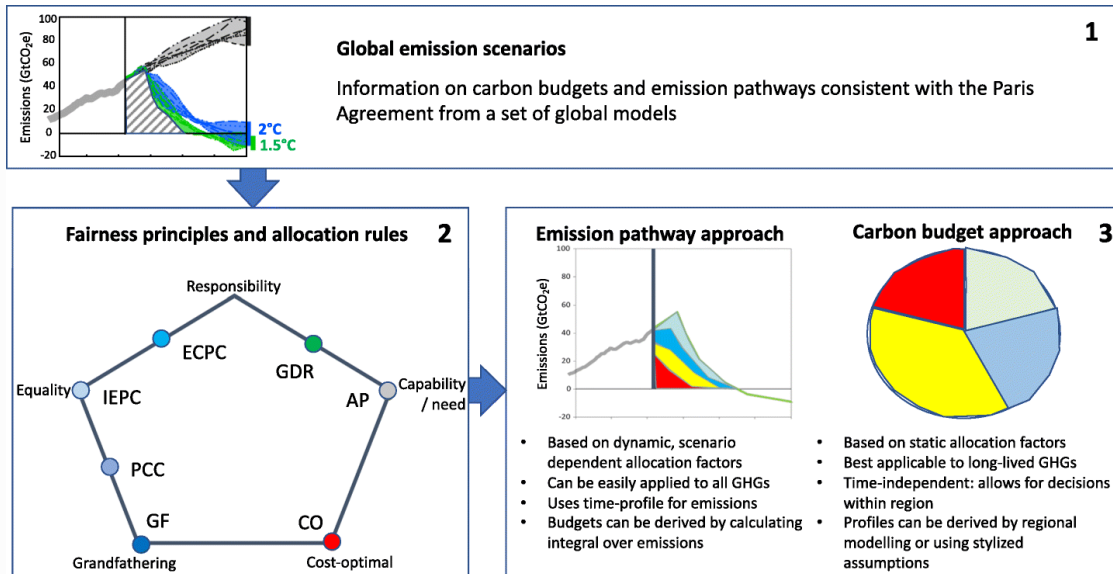 1
Global emission scenarios
Information on carbon budgets and emission pathways consistent with the Paris
Agreement from a set of global models
Emissions (GtCO₂e)
100
80
60
40
20
0
-20
2°C
1.5°C
Fairness principles and allocation rules
2
Responsibility
ECPC
GDR
Equality
IEPC
AP
Capability
/ need
PCC
GF
CO
Grandfathering
Cost-optimal
Emission pathway approach
Emissions (GtCO₂e)
100
80
60
40
20
0
-20
• Based on dynamic, scenario
dependent allocation factors
• Can be easily applied to all GHGs
• Uses time-profile for emissions
• Budgets can be derived by calculating
integral over emissions
Carbon budget approach
3
• Based on static allocation factors
• Best applicable to long-lived GHGs
• Time-independent: allows for decisions
within region
• Profiles can be derived by regional
modelling or using stylized
assumptions